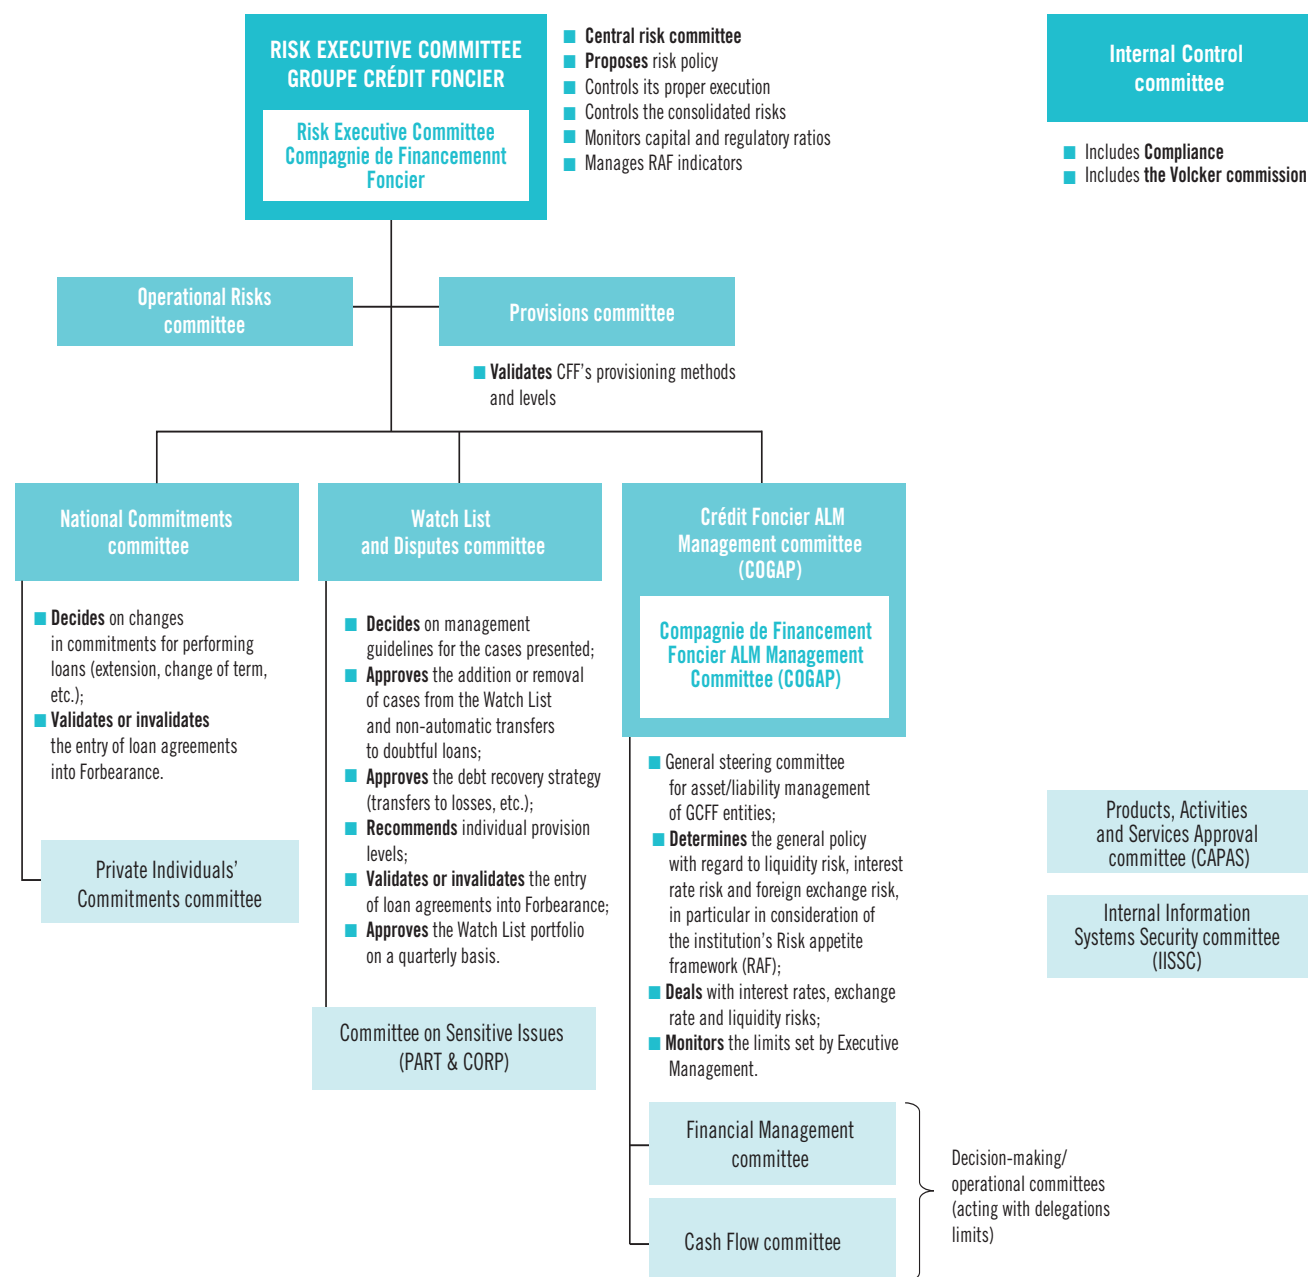 RISK EXECUTIVE COMMITTEE
GROUPE CRÉDIT FONCIER
Risk Executive Committee
Compagnie de Financemennt
Foncier
Central risk committee
Proposes risk policy
Controls its proper execution
Controls the consolidated risks
Monitors capital and regulatory ratios
Manages RAF indicators
Internal Control
committee
Includes Compliance
Includes the Volcker commission
Operational Risks
committee
Provisions committee
Validates CFF's provisioning methods
and levels
National Commitments
committee
Decides on changes
in commitments for performing
loans (extension, change of term,
etc.);
Validates or invalidates
the entry of loan agreements
into Forbearance.
Private Individuals'
Commitments committee
Watch List
and Disputes committee
Decides on management
guidelines for the cases presented;
Approves the addition or removal
of cases from the Watch List
and non-automatic transfers
to doubtful loans;
Approves the debt recovery strategy
(transfers to losses, etc.);
Recommends individual provision
levels;
Validates or invalidates the entry
of loan agreements into Forbearance;
Approves the Watch List portfolio
on a quarterly basis.
Committee on Sensitive Issues
(PART & CORP)
Crédit Foncier ALM
Management committee
(COGAP)
Compagnie de Financement
Foncier ALM Management
Committee (COGAP)
General steering committee
for asset/liability management
of GCFF entities;
Determines the general policy
with regard to liquidity risk, interest
rate risk and foreign exchange risk,
in particular in consideration of
the institution's Risk appetite
framework (RAF);
Deals with interest rates, exchange
rate and liquidity risks;
Monitors the limits set by Executive
Management.
Financial Management
committee
Cash Flow committee
Decision-making/
operational committees
(acting with delegations
limits)
Products, Activities
and Services Approval
committee (CAPAS)
Internal Information
Systems Security committee
(IISSC)